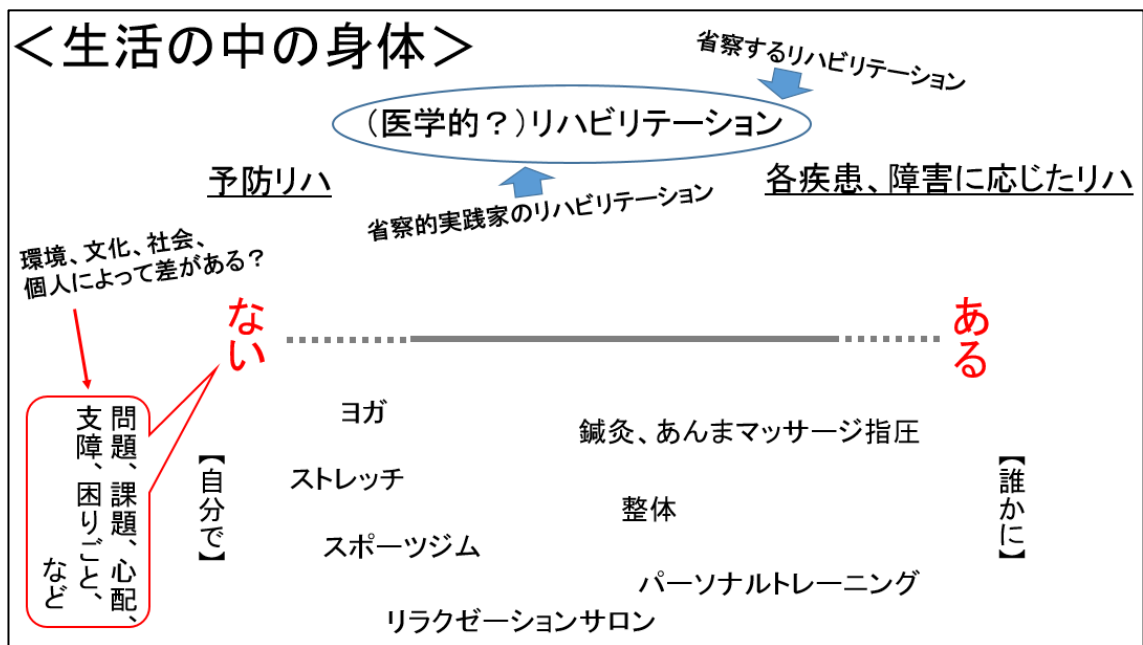 ＜生活の中の身体＞
省察するリハビリテーション
（医学的？）リハビリテーション
予防リハ
各疾患、障害に応じたリハ
省察的実践家のリハビリテーション
環境、文化、社会、
個人によって差がある？
ない
ある
問題、課題、心配、
支障、困りごと、
など
【自分で】
ヨガ
鍼灸、あんまマッサージ指圧
ストレッチ
整体
スポーツジム
パーソナルトレーニング
リラクゼーションサロン
【誰かに】